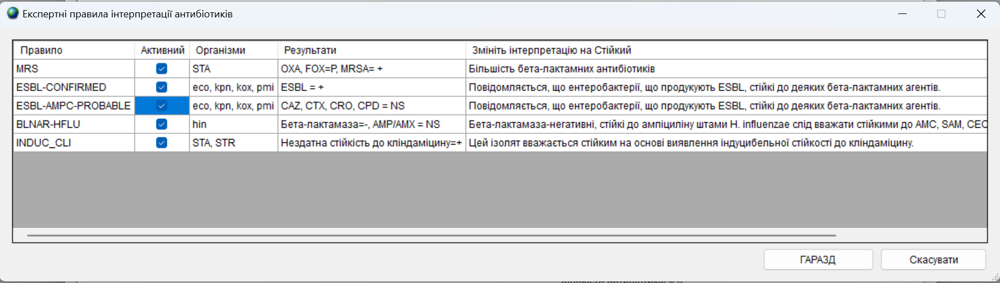 Експертні правила інтерпретації антибіотиків
Правило Активний Організми Результати Змініть інтерпретацію на Стійкий
MRS STA OXA, FOX=P, MRSA= + Більшість бета-лактамних антибіотиків
ESBL-CONFIRMED eco, kpn, kox, pmi ESBL = + Повідомляється, що ентеробактерії, що продукують ESBL, стійкі до деяких бета-лактамних агентів.
ESBL-AMPC-PROBABLE eco, kpn, kox, pmi CAZ, CTX, CRO, CPD = NS Повідомляється, що ентеробактерії, що продукують ESBL, стійкі до деяких бета-лактамних агентів.
BLNAR-HFLU hin Бета-лактамаза=-, AMP/AMX = NS Бета-лактамаза-негативні, стійкі до ампіциліну штами H. influenzae слід вважати стійкими до AMC, SAM, CEC
INDUC_CLI STA, STR Нездатна стійкість до кліндаміцину=+ Цей ізолят вважається стійким на основі виявлення індуцибельної стійкості до кліндаміцину.
ГАРАЗД Скасувати